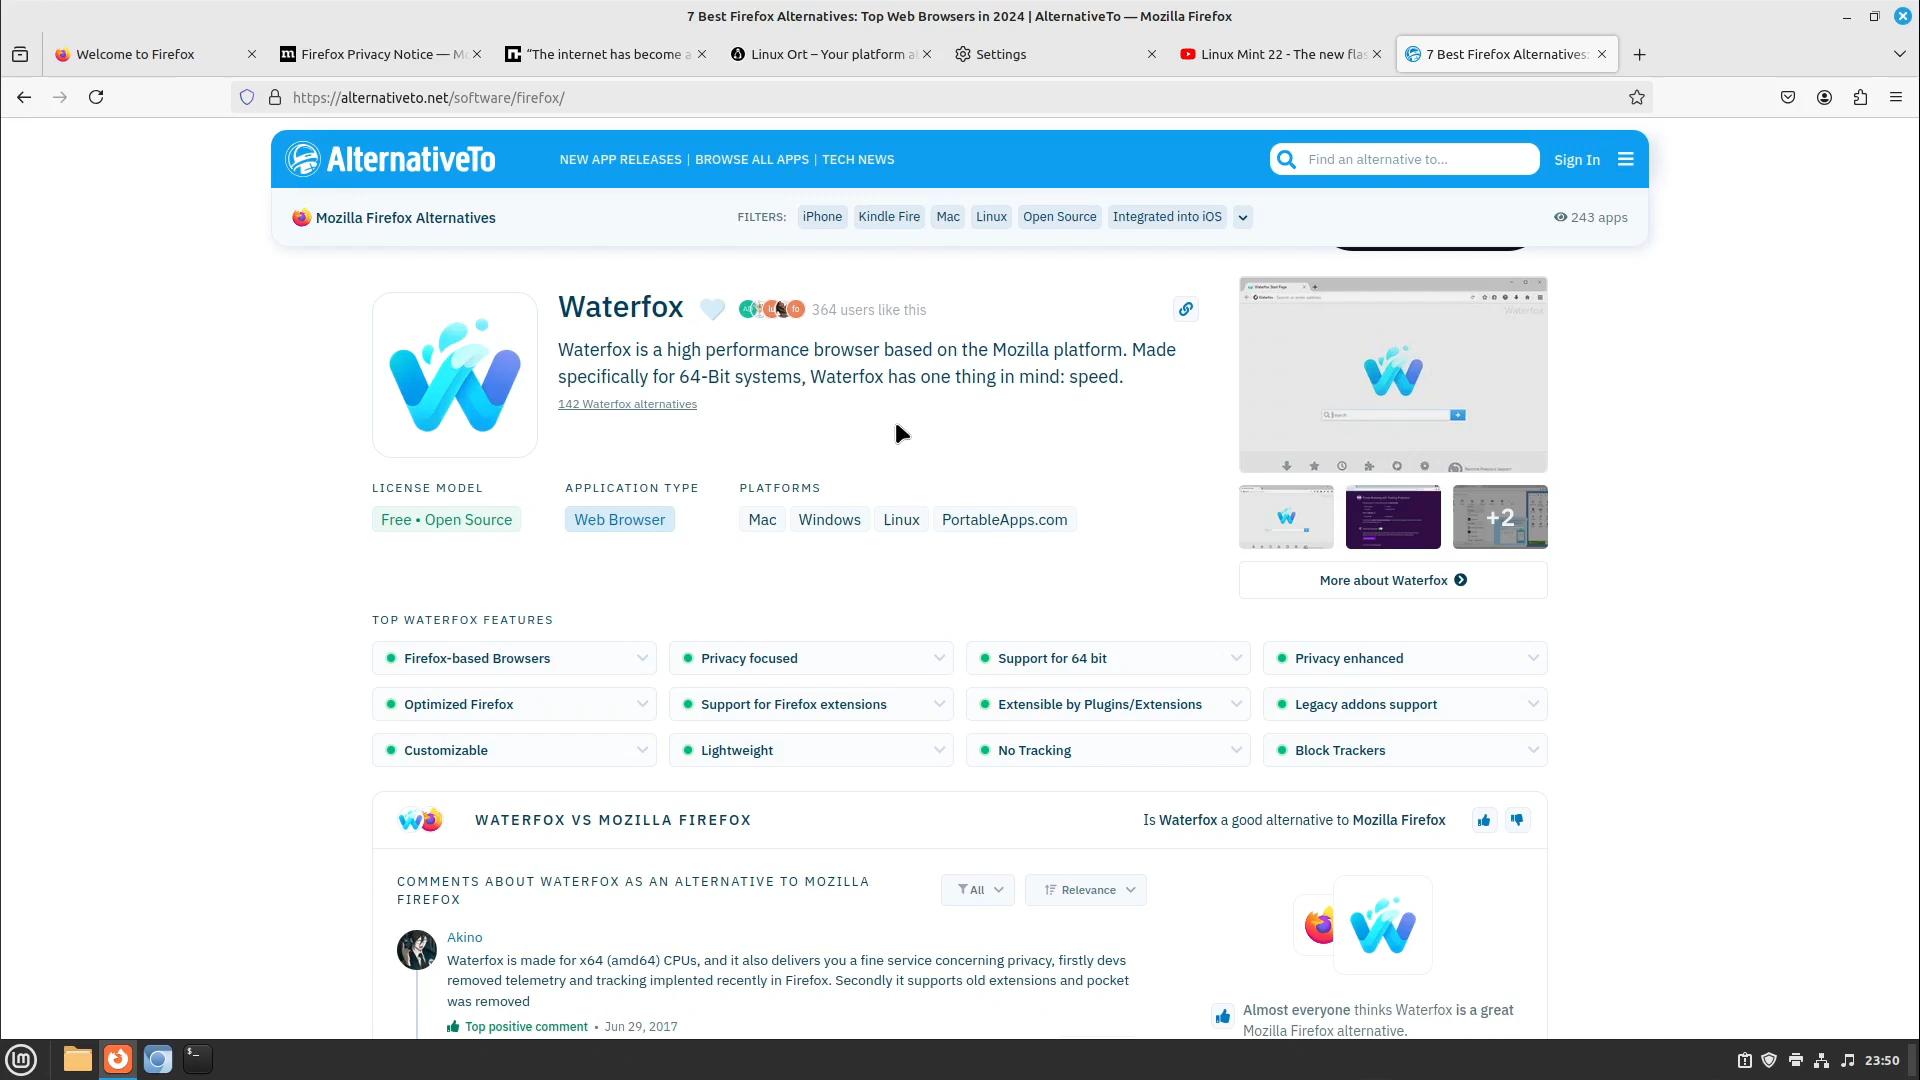 7 Best Firefox Alternatives: Top Web Browsers in 2024 | AlternativeTo — Mozilla Firefox
Welcome to Firefox
Firefox Privacy Notice — Mo
“The internet has become a
Linux Ort – Your platform a
Settings
Linux Mint 22 - The new flas
7 Best Firefox Alternatives:
https://alternativeto.net/software/firefox/
AlternativeTo
NEW APP RELEASES | BROWSE ALL APPS | TECH NEWS
Find an alternative to...
Sign In
Mozilla Firefox Alternatives
FILTERS: iPhone Kindle Fire Mac Linux Open Source Integrated into iOS
243 apps
Waterfox
364 users like this
Waterfox is a high performance browser based on the Mozilla platform. Made
specifically for 64-Bit systems, Waterfox has one thing in mind: speed.
142 Waterfox alternatives
LICENSE MODEL
Free • Open Source
APPLICATION TYPE
Web Browser
PLATFORMS
Mac Windows Linux PortableApps.com
+2
More about Waterfox
TOP WATERFOX FEATURES
Firefox-based Browsers
Privacy focused
Support for 64 bit
Privacy enhanced
Optimized Firefox
Support for Firefox extensions
Extensible by Plugins/Extensions
Legacy addons support
Customizable
Lightweight
No Tracking
Block Trackers
WATERFOX VS MOZILLA FIREFOX
Is Waterfox a good alternative to Mozilla Firefox
COMMENTS ABOUT WATERFOX AS AN ALTERNATIVE TO MOZILLA
FIREFOX
All
Relevance
Akino
Waterfox is made for x64 (amd64) CPUs, and it also delivers you a fine service concerning privacy, firstly devs
removed telemetry and tracking implented recently in Firefox. Secondly it supports old extensions and pocket
was removed
Top positive comment • Jun 29, 2017
Almost everyone thinks Waterfox is a great
Mozilla Firefox alternative.
23:50